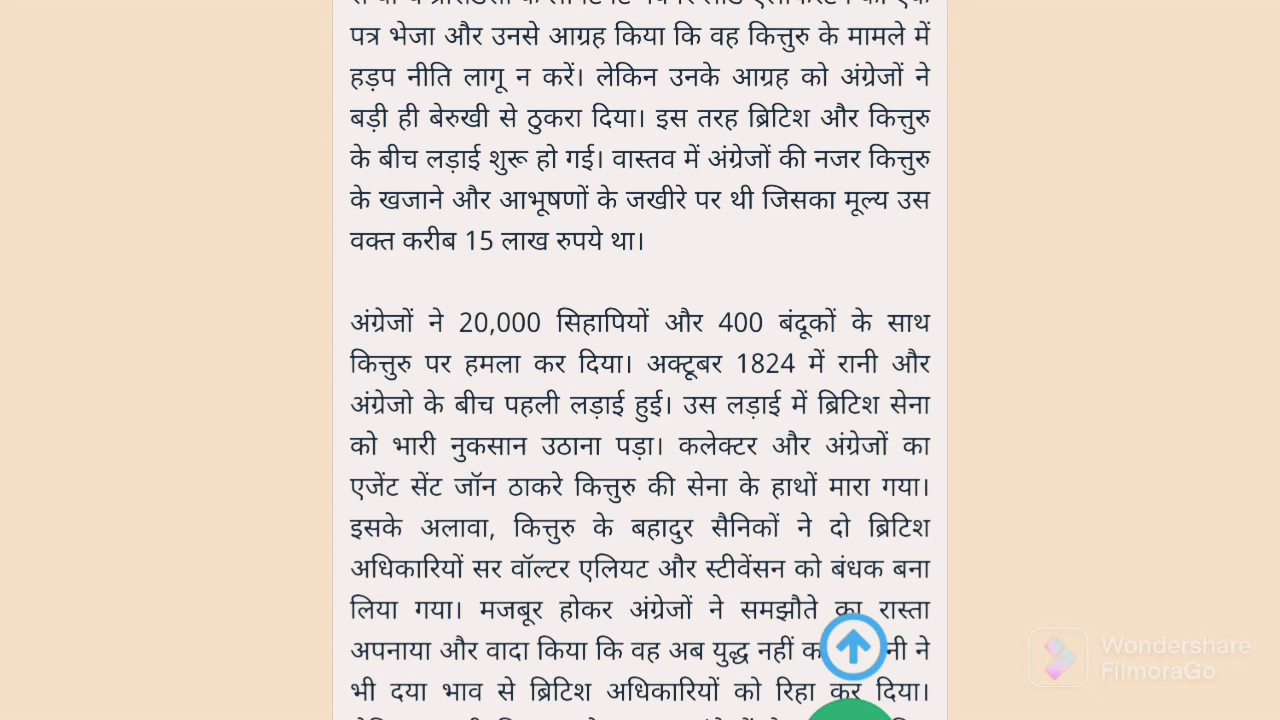 पत्र भेजा और उनसे आग्रह किया कि वह कित्तुरु के मामले में
हड़प नीति लागू न करें। लेकिन उनके आग्रह को अंग्रेजों ने
बड़ी ही बेरुखी से ठुकरा दिया। इस तरह ब्रिटिश और कित्तुरु
के बीच लड़ाई शुरू हो गई। वास्तव में अंग्रेजों की नजर कित्तुरु
के खजाने और आभूषणों के जखीरे पर थी जिसका मूल्य उस
वक्त करीब 15 लाख रुपये था।
अंग्रेजों ने 20,000 सिहापियों और 400 बंदूकों के साथ
कित्तुरु पर हमला कर दिया। अक्टूबर 1824 में रानी और
अंग्रेजो के बीच पहली लड़ाई हुई। उस लड़ाई में ब्रिटिश सेना
को भारी नुकसान उठाना पड़ा। कलेक्टर और अंग्रेजों का
एजेंट सेंट जॉन ठाकरे कित्तुरु की सेना के हाथों मारा गया।
इसके अलावा, कित्तुरु के बहादुर सैनिकों ने दो ब्रिटिश
अधिकारियों सर वॉल्टर एलियट और स्टीवेंसन को बंधक बना
लिया गया। मजबूर होकर अंग्रेजों ने समझौते का रास्ता
अपनाया और वादा किया कि वह अब युद्ध नहीं ने
भी दया भाव से ब्रिटिश अधिकारियों को रिहा कर दिया।
Wondershare
FilmoraGo